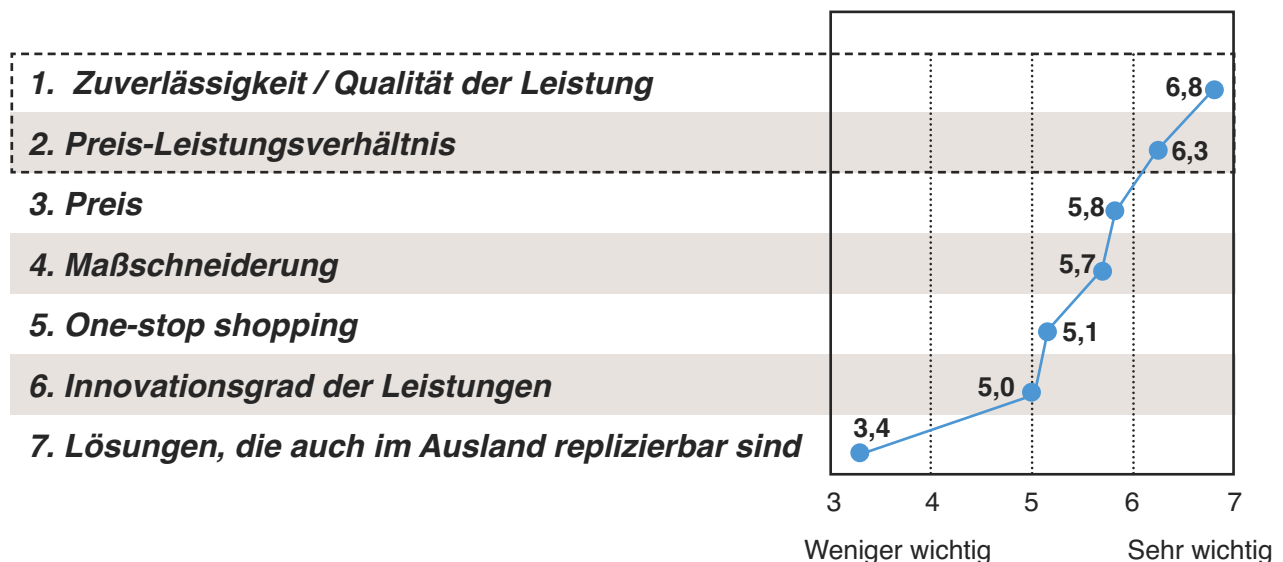 1. Zuverlässigkeit / Qualität der Leistung
6,8
2. Preis-Leistungsverhältnis
6,3
3. Preis
5,8
4. Maßschneiderung
5,7
5. One-stop shopping
5,1
6. Innovationsgrad der Leistungen
5,0
7. Lösungen, die auch im Ausland replizierbar sind
3,4
3 4 5 6 7
Weniger wichtig Sehr wichtig